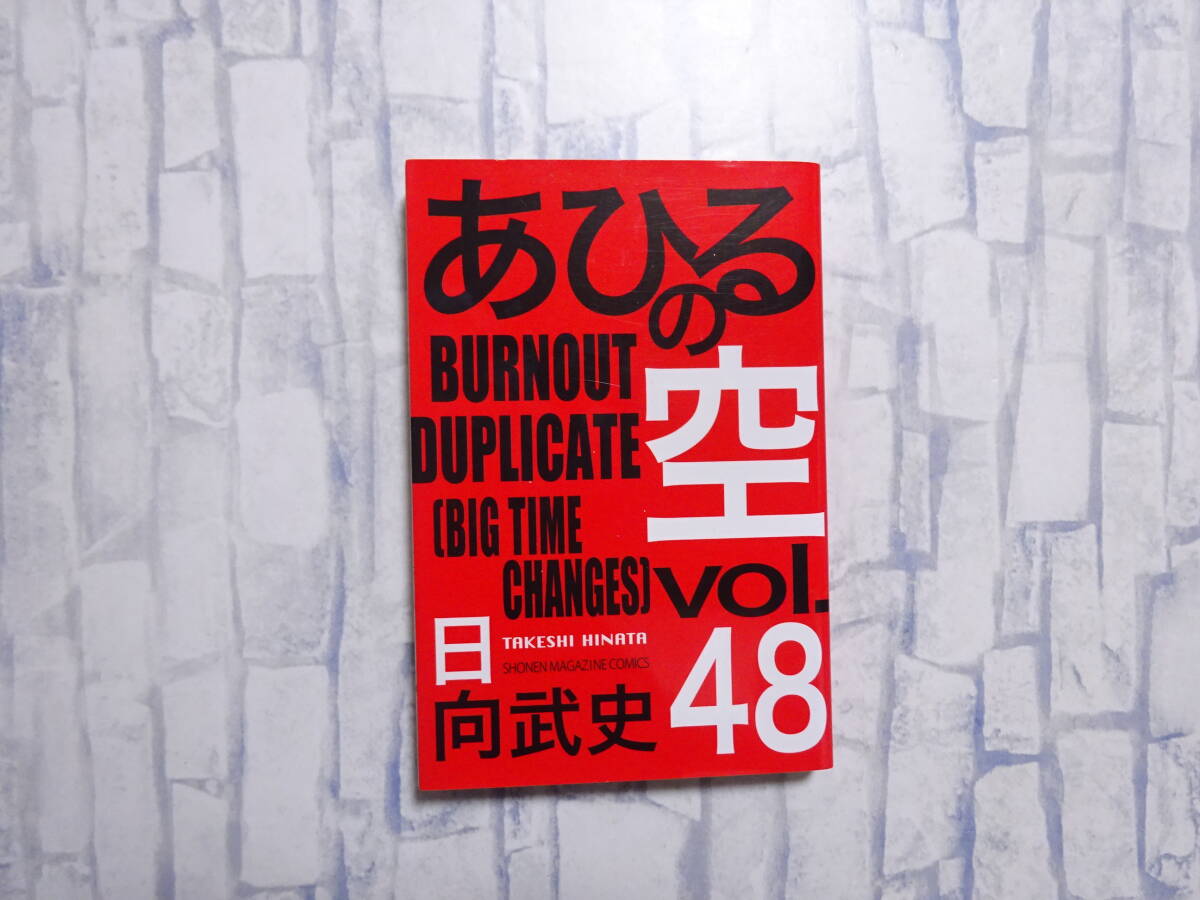 あひるの空
BURNOUT
DUPLICATE
(BIG TIME
CHANGES)
vol.
48
TAKESHI HINATA
SHONEN MAGAZINE COMICS
日向武史